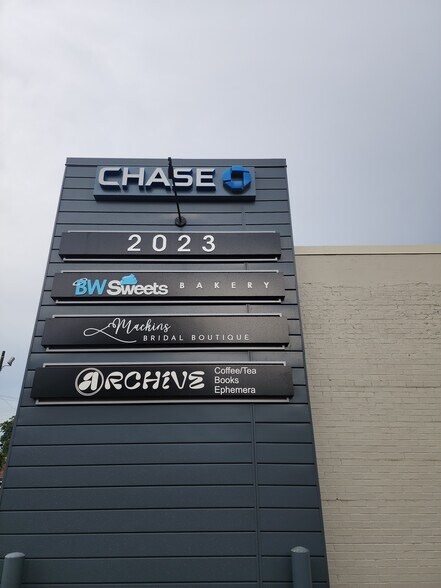 CHASE
2023
BW Sweets BAKERY
Mackins
BRIDAL BOUTIQUE
ARCHIVE
Coffee/Tea
Books
Ephemera